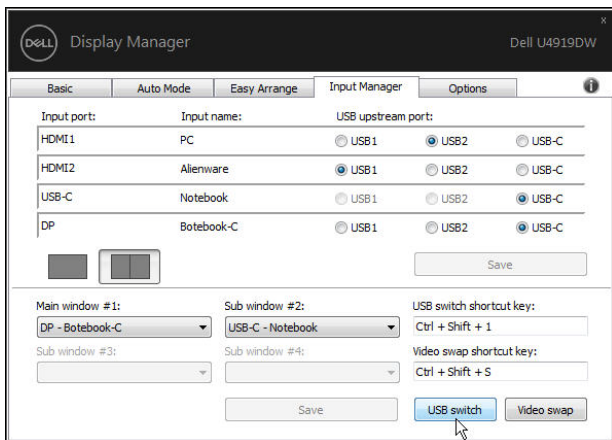 DELL Display Manager Dell U4919DW
x
Basic Auto Mode Easy Arrange Input Manager Options i
Input port: Input name: USB upstream port:
HDMI1 PC USB1 USB2 USB-C
HDMI2 Alienware USB1 USB2 USB-C
USB-C Notebook USB1 USB2 USB-C
DP Botebook-C USB1 USB2 USB-C
Save
Main window #1: Sub window #2: USB switch shortcut key:
DP - Botebook-C USB-C - Notebook Ctrl + Shift + 1
Sub window #3: Sub window #4: Video swap shortcut key:
Ctrl + Shift + S
Save USB switch Video swap